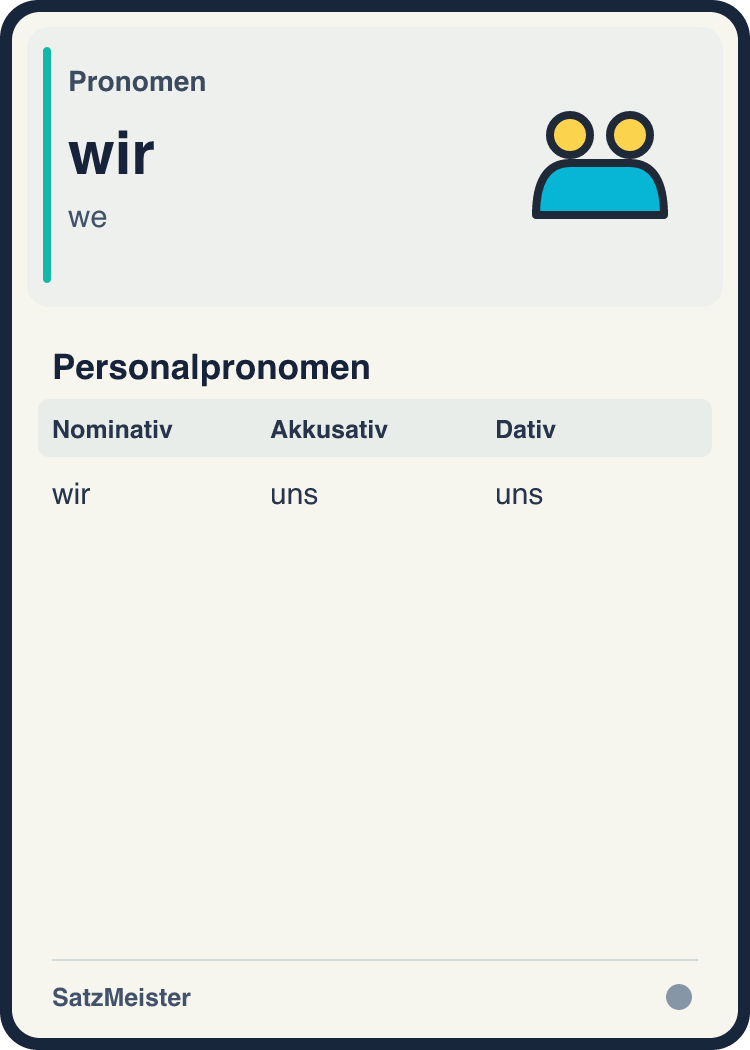 Pronomen
wir
we
Personalpronomen
Nominativ Akkusativ Dativ
wir uns uns
SatzMeister